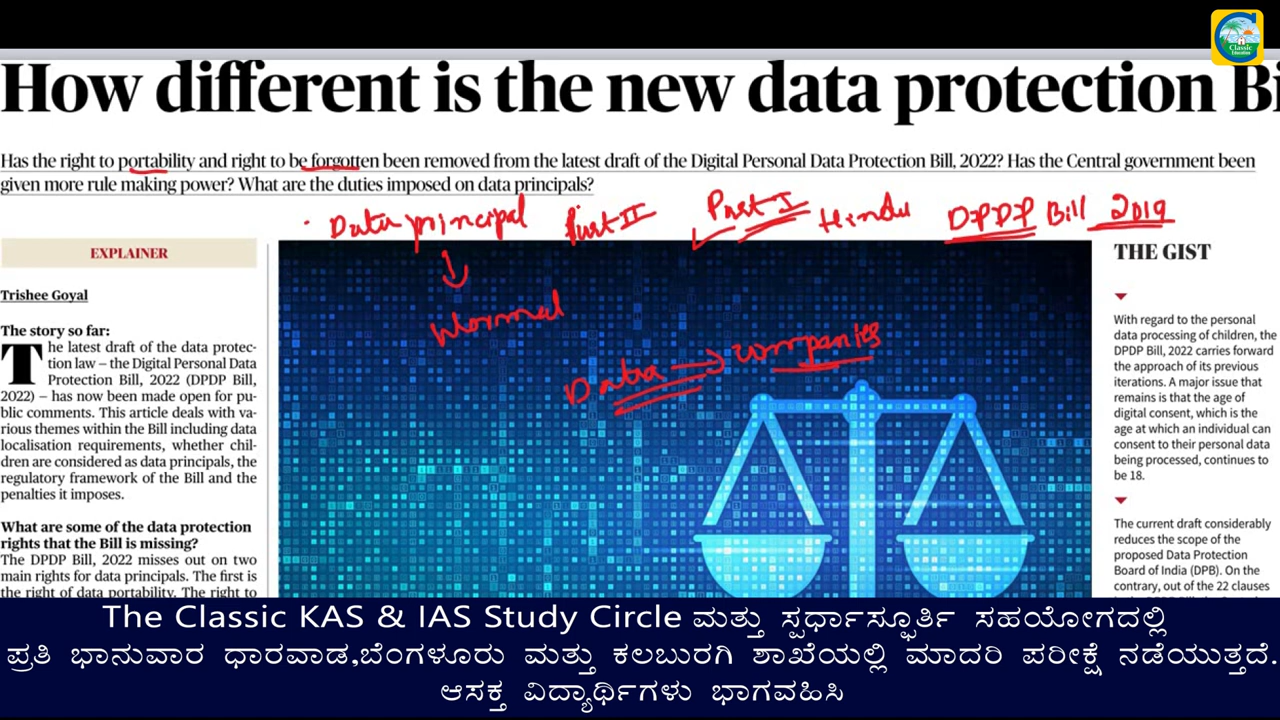 Classic
Education
How different is the new data protection Bi
Has the right to portability and right to be forgotten been removed from the latest draft of the Digital Personal Data Protection Bill, 2022? Has the Central government been
given more rule making power? What are the duties imposed on data principals?
Data principal Part II Part I Hindu DPDP Bill 2019
Normal
Data → companies
EXPLAINER
Trishee Goyal
The story so far:
The latest draft of the data protec-
tion law – the Digital Personal Data
Protection Bill, 2022 (DPDP Bill,
2022) – has now been made open for pu-
blic comments. This article deals with va-
rious themes within the Bill including data
localisation requirements, whether chil-
dren are considered as data principals, the
regulatory framework of the Bill and the
penalties it imposes.
What are some of the data protection
rights that the Bill is missing?
The DPDP Bill, 2022 misses out on two
main rights for data principals. The first is
the right of data portability. The right to
THE GIST
With regard to the personal
data processing of children, the
DPDP Bill, 2022 carries forward
the approach of its previous
iterations. A major issue that
remains is that the age of
digital consent, which is the
age at which an individual can
consent to their personal data
being processed, continues to
be 18.
The current draft considerably
reduces the scope of the
proposed Data Protection
Board of India (DPB). On the
contrary, out of the 22 clauses
The Classic KAS & IAS Study Circle ಮತ್ತು ಸ್ಪರ್ಧಾಸ್ಫೂರ್ತಿ ಸಹಯೋಗದಲ್ಲಿ
ಪ್ರತಿ ಭಾನುವಾರ ಧಾರವಾಡ,ಬೆಂಗಳೂರು ಮತ್ತು ಕಲಬುರಗಿ ಶಾಖೆಯಲ್ಲಿ ಮಾದರಿ ಪರೀಕ್ಷೆ ನಡೆಯುತ್ತದೆ.
ಆಸಕ್ತ ವಿದ್ಯಾರ್ಥಿಗಳು ಭಾಗವಹಿಸಿ